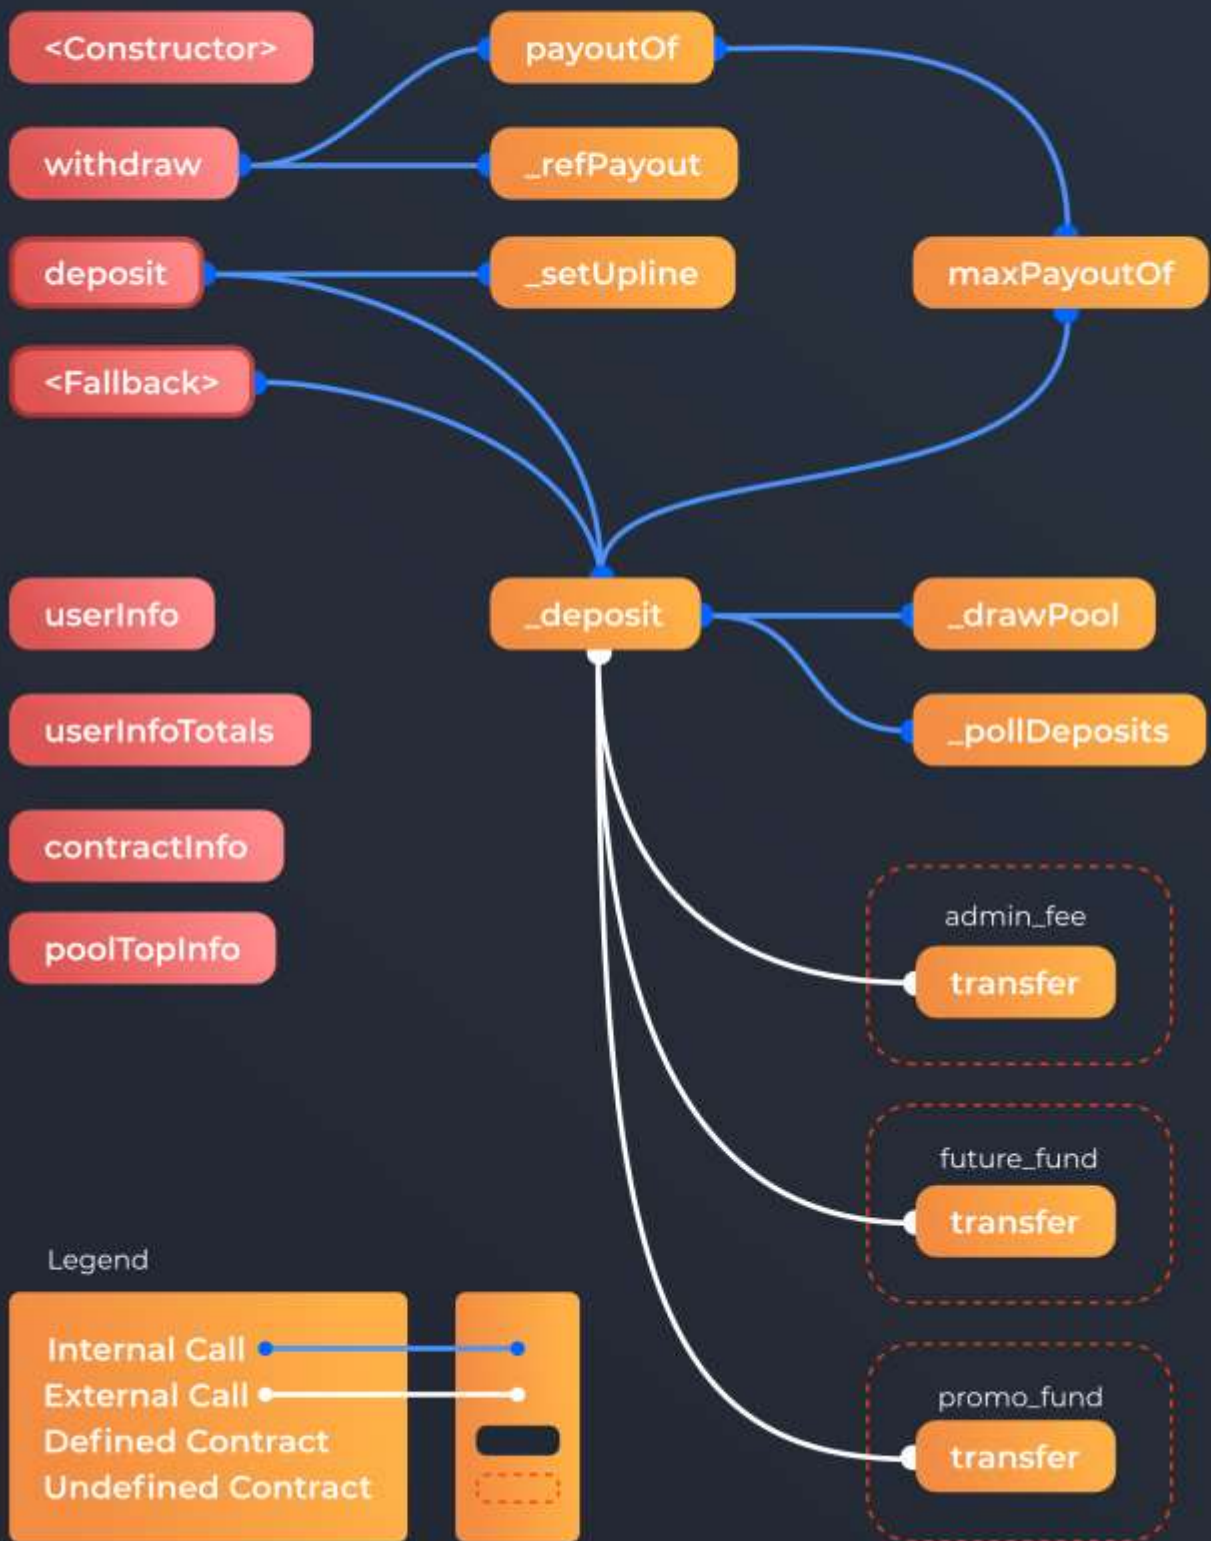 <Constructor>
payoutOf
withdraw
_refPayout
deposit
_setUpline
maxPayoutOf
<Fallback>
userInfo
_deposit
_drawPool
userInfoTotals
_pollDeposits
contractInfo
admin_fee
poolTopInfo
transfer
future_fund
transfer
Legend
Internal Call
External Call
promo_fund
Defined Contract
transfer
Undefined Contract